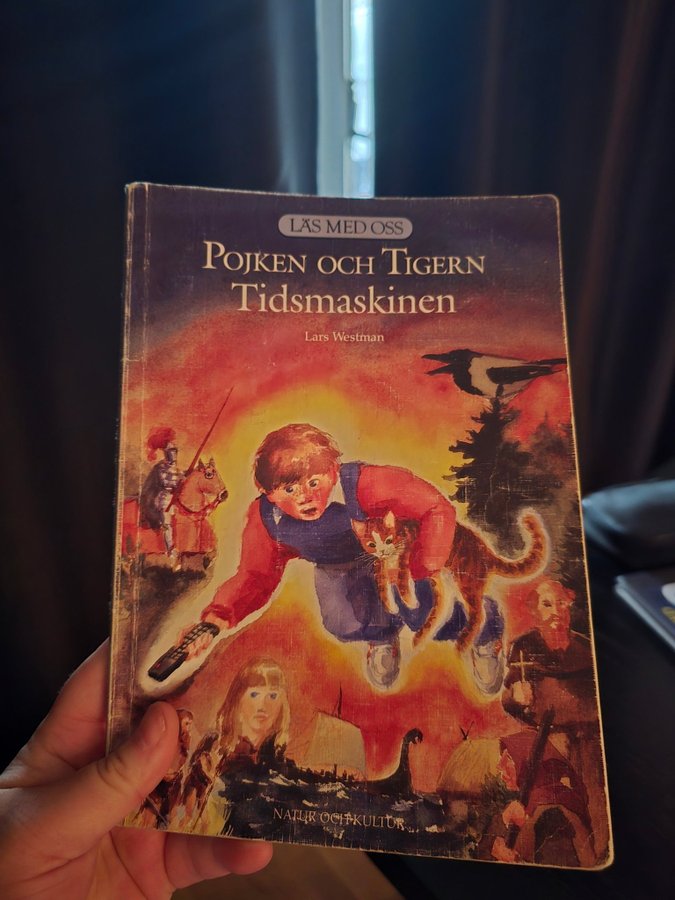 LÄS MED OSS
POJKEN OCH TIGERN
Tidsmaskinen
Lars Westman
NATUR OCH KULTUR